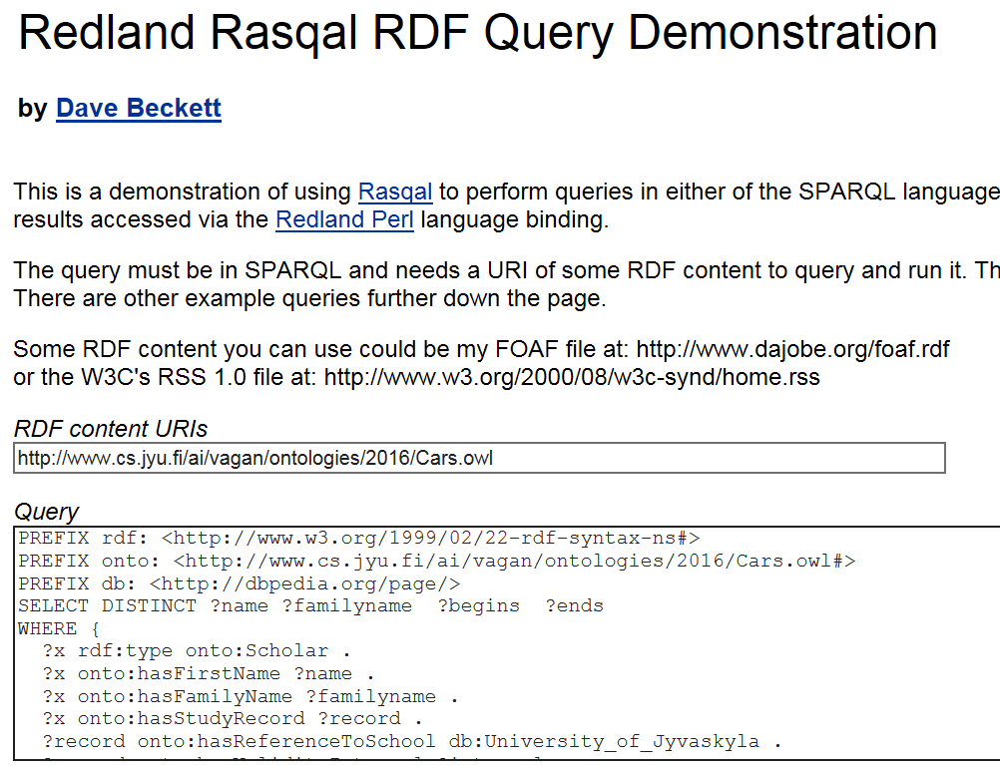 Redland Rasqal RDF Query Demonstration
by Dave Beckett
This is a demonstration of using Rasqal to perform queries in either of the SPARQL language
results accessed via the Redland Perl language binding.
The query must be in SPARQL and needs a URI of some RDF content to query and run it. Th
There are other example queries further down the page.
Some RDF content you can use could be my FOAF file at: http://www.dajobe.org/foaf.rdf
or the W3C's RSS 1.0 file at: http://www.w3.org/2000/08/w3c-synd/home.rss
RDF content URIs
http://www.cs.jyu.fi/ai/vagan/ontologies/2016/Cars.owl
Query
PREFIX rdf: <http://www.w3.org/1999/02/22-rdf-syntax-ns#>
PREFIX onto: <http://www.cs.jyu.fi/ai/vagan/ontologies/2016/Cars.owl#>
PREFIX db: <http://dbpedia.org/page/>
SELECT DISTINCT ?name ?familyname  ?begins  ?ends
WHERE {
  ?x rdf:type onto:Scholar .
  ?x onto:hasFirstName ?name .
  ?x onto:hasFamilyName ?familyname .
  ?x onto:hasStudyRecord ?record .
  ?record onto:hasReferenceToSchool db:University_of_Jyvaskyla .